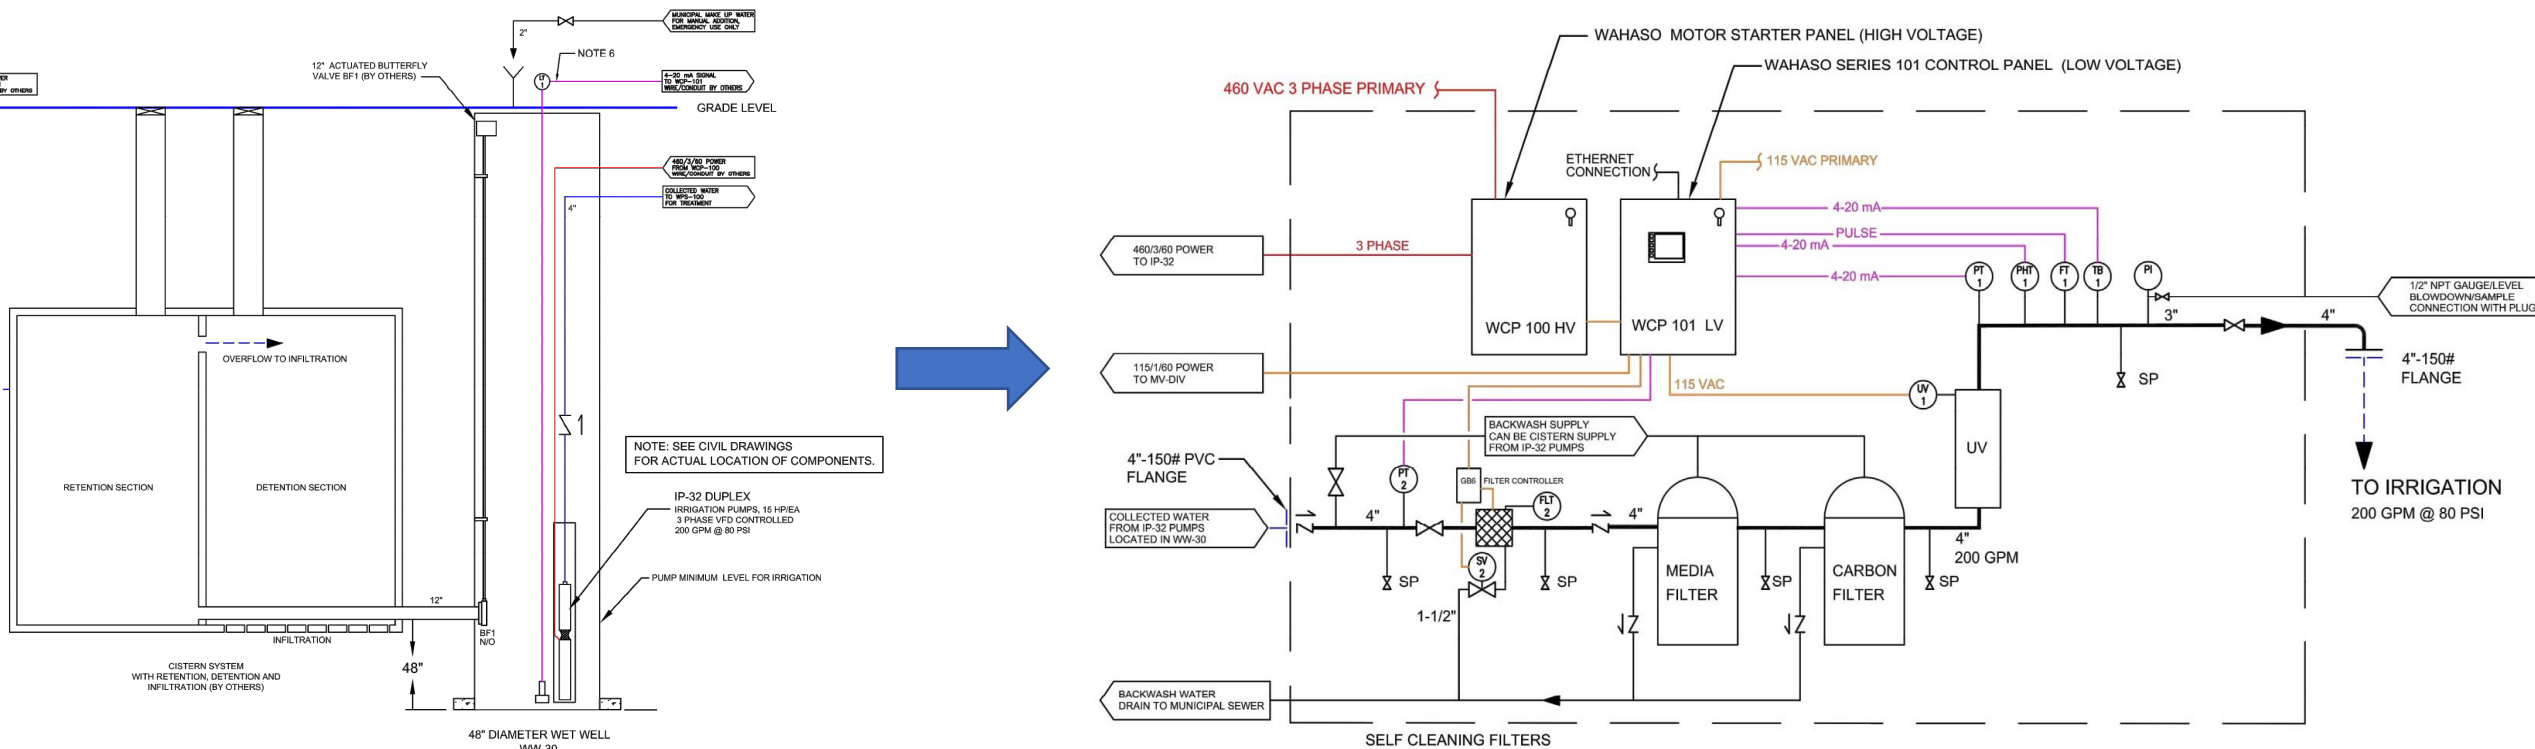 MUNICIPAL MAKE UP WATER
FOR MANUAL ADDITION,
EMERGENCY USE ONLY
2"
NOTE 6
12" ACTUATED BUTTERFLY
VALVE BF1 (BY OTHERS)
LT
1
4-20 mA SIGNAL
TO WCP-101
WIRE/CONDUIT BY OTHERS
BY OTHERS
GRADE LEVEL
460/3/60 POWER
FROM WCP-100
WIRE/CONDUIT BY OTHERS
COLLECTED WATER
TO WPS-100
FOR TREATMENT
4"
OVERFLOW TO INFILTRATION
NOTE: SEE CIVIL DRAWINGS
FOR ACTUAL LOCATION OF COMPONENTS.
RETENTION SECTION
DETENTION SECTION
IP-32 DUPLEX
IRRIGATION PUMPS, 15 HP/EA
3 PHASE VFD CONTROLLED
200 GPM @ 80 PSI
PUMP MINIMUM LEVEL FOR IRRIGATION
12"
BF1
N/O
INFILTRATION
48"
CISTERN SYSTEM
WITH RETENTION, DETENTION AND
INFILTRATION (BY OTHERS)
48" DIAMETER WET WELL
WW-30
WAHASO MOTOR STARTER PANEL (HIGH VOLTAGE)
WAHASO SERIES 101 CONTROL PANEL (LOW VOLTAGE)
460 VAC 3 PHASE PRIMARY
ETHERNET
CONNECTION
115 VAC PRIMARY
4-20 mA
PULSE
4-20 mA
4-20 mA
460/3/60 POWER
TO IP-32
3 PHASE
PT
1
PHT
1
FT
1
TB
1
PI
1/2" NPT GAUGE/LEVEL
BLOWDOWN/SAMPLE
CONNECTION WITH PLUG
WCP 100 HV
WCP 101 LV
3"
4"
4"-150#
FLANGE
SP
115/1/60 POWER
TO MV-DIV
115 VAC
UV
1
BACKWASH SUPPLY
CAN BE CISTERN SUPPLY
FROM IP-32 PUMPS
UV
4"-150# PVC
FLANGE
PT
2
GB6
FILTER CONTROLLER
FLT
2
TO IRRIGATION
200 GPM @ 80 PSI
COLLECTED WATER
FROM IP-32 PUMPS
LOCATED IN WW-30
4"
4"
4"
200 GPM
SV
2
SP
SP
MEDIA
FILTER
SP
CARBON
FILTER
SP
1-1/2"
BACKWASH WATER
DRAIN TO MUNICIPAL SEWER
SELF CLEANING FILTERS